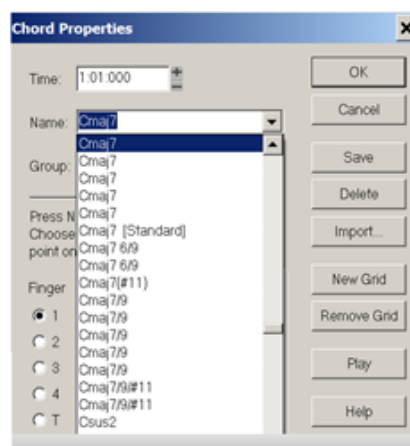 Chord Properties
Time: 1:01:000
Name: Cmaj7
Group:
Cmaj7
Cmaj7
Cmaj7
Cmaj7
Cmaj7
Cmaj7 [Standard]
Cmaj7 6/9
Cmaj7 6/9
Cmaj7(#11)
Cmaj7/9
Cmaj7/9
Cmaj7/9
Cmaj7/9
Cmaj7/9
Cmaj7/9/#11
Cmaj7/9/#11
Csus2
Press N
Choose
point on
Finger
1
2
3
4
T
OK
Cancel
Save
Delete
Import...
New Grid
Remove Grid
Play
Help